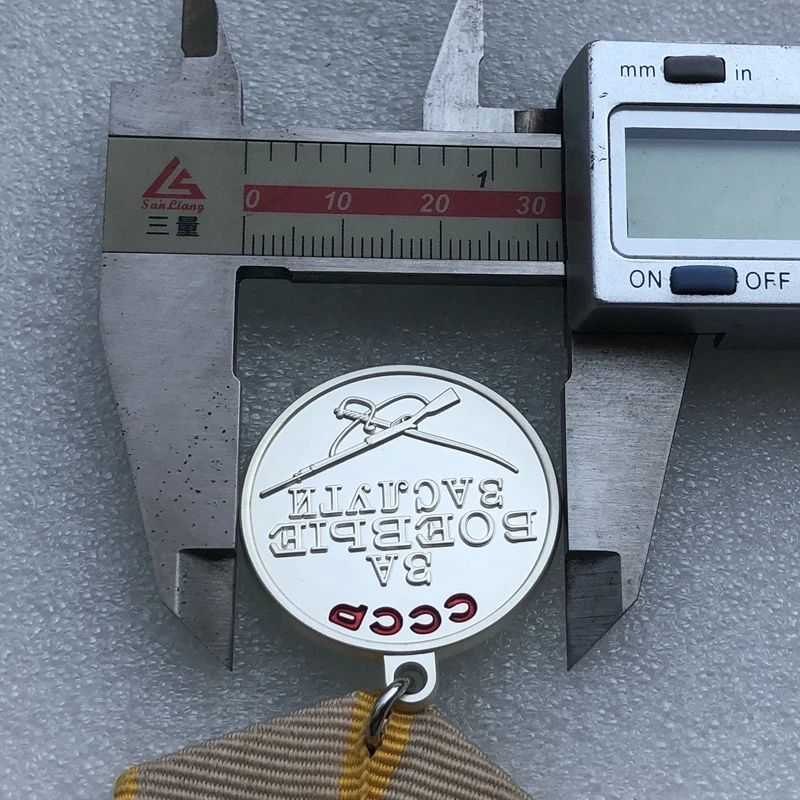 mm in
1
0 10 20 30
SanLiang
三量
ON OFF
СССР
ЗА
БОЕВЫЕ
ЗАСЛУГИ